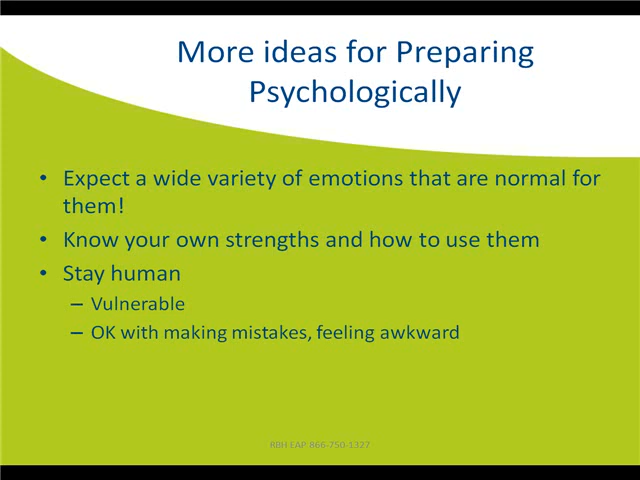 More ideas for Preparing
Psychologically
• Expect a wide variety of emotions that are normal for
them!
• Know your own strengths and how to use them
• Stay human
– Vulnerable
– OK with making mistakes, feeling awkward
RBH EAP 866-750-1327